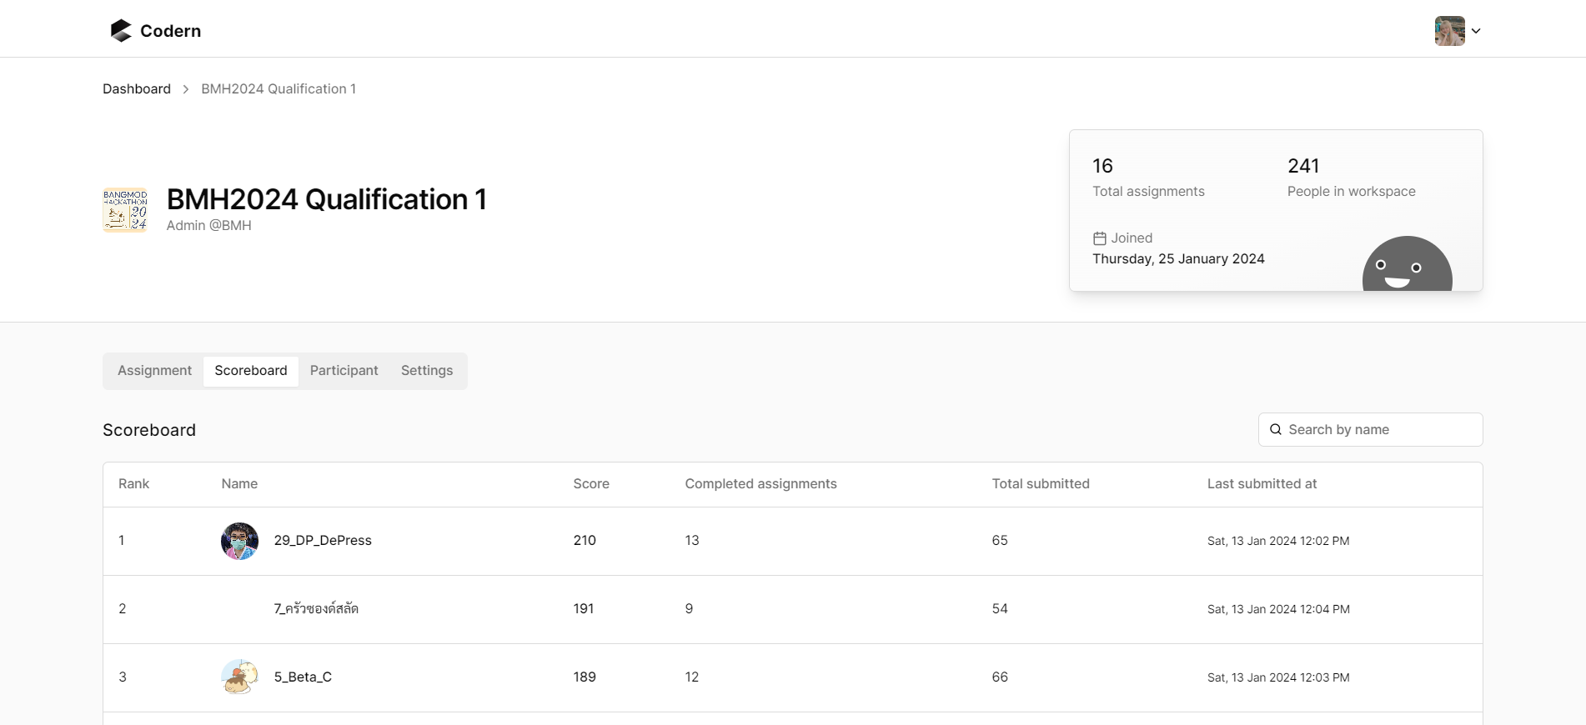 Codern
Dashboard > BMH2024 Qualification 1
16
Total assignments
241
People in workspace
Joined
Thursday, 25 January 2024
BANGMOD
HACKATHON
20
24
BMH2024 Qualification 1
Admin @BMH
Assignment Scoreboard Participant Settings
Scoreboard
Search by name
Rank Name Score Completed assignments Total submitted Last submitted at
1 29_DP_DePress 210 13 65 Sat, 13 Jan 2024 12:02 PM
2 7_ครัวซองด์สลัด 191 9 54 Sat, 13 Jan 2024 12:04 PM
3 5_Beta_C 189 12 66 Sat, 13 Jan 2024 12:03 PM